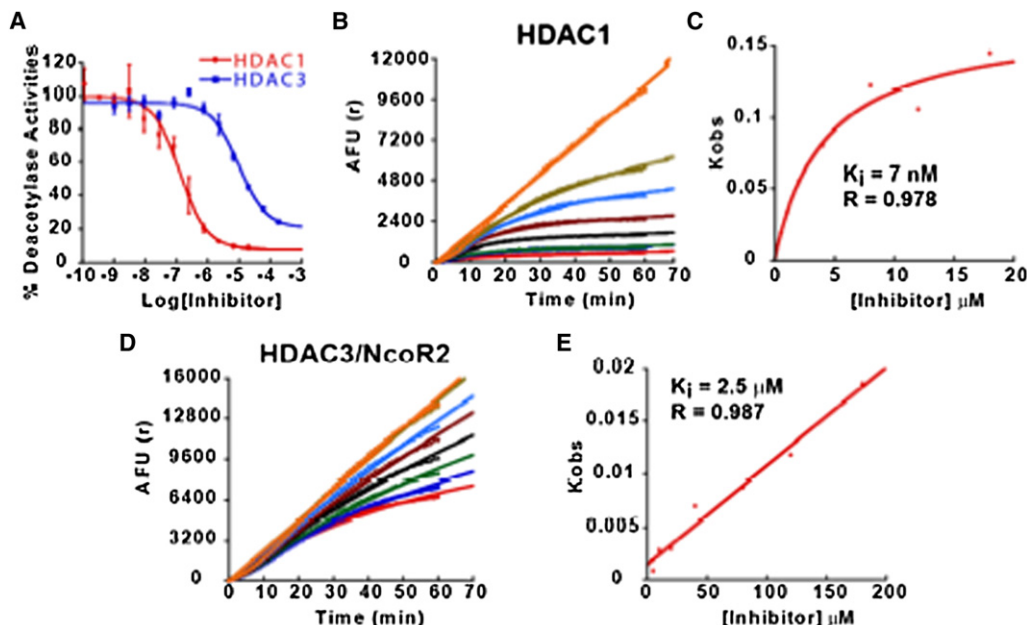 A
HDAC1
HDAC3
% Deacetylase Activities
120
100
80
60
40
20
0
-10 -9 -8 -7 -6 -5 -4 -3
Log[Inhibitor]
B
HDAC1
AFU (r)
12000
9600
7200
4800
2400
0
0 10 20 30 40 50 60 70
Time (min)
C
Kobs
0.15
0.1
0.05
0
Ki = 7 nM
R = 0.978
0 5 10 15 20
[Inhibitor] μM
D
HDAC3/NcoR2
AFU (r)
16000
12800
9600
6400
3200
0
0 10 20 30 40 50 60 70
Time (min)
E
Kobs
0.02
0.015
0.01
0.005
0
Ki = 2.5 μM
R = 0.987
50 100 150 200
[Inhibitor] μM